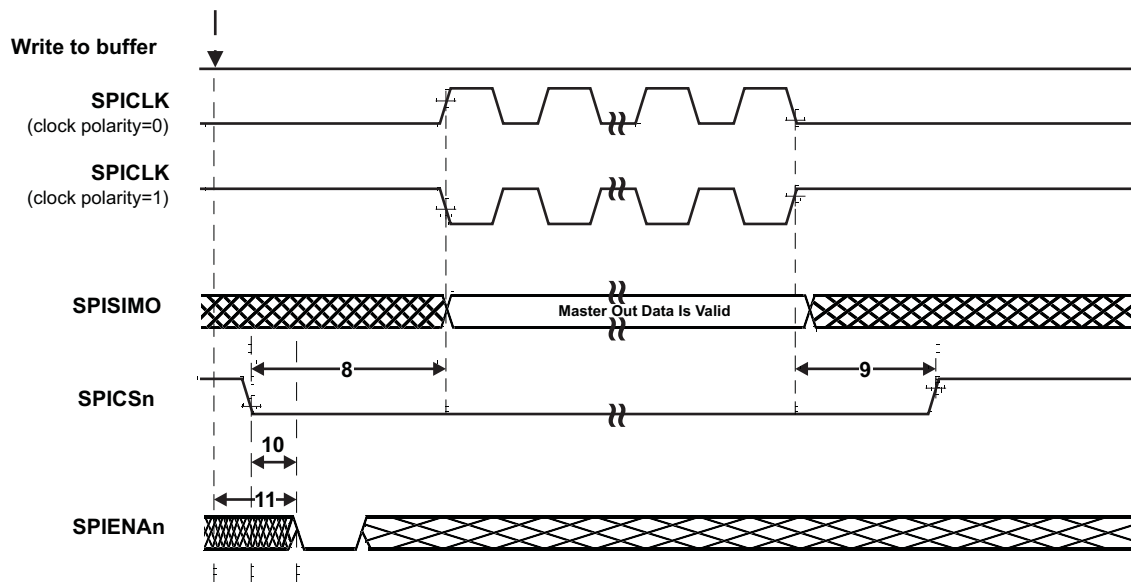 Write to buffer
SPICLK
(clock polarity=0)
SPICLK
(clock polarity=1)
SPISIMO
Master Out Data Is Valid
8
9
SPICSn
10
11
SPIENAn